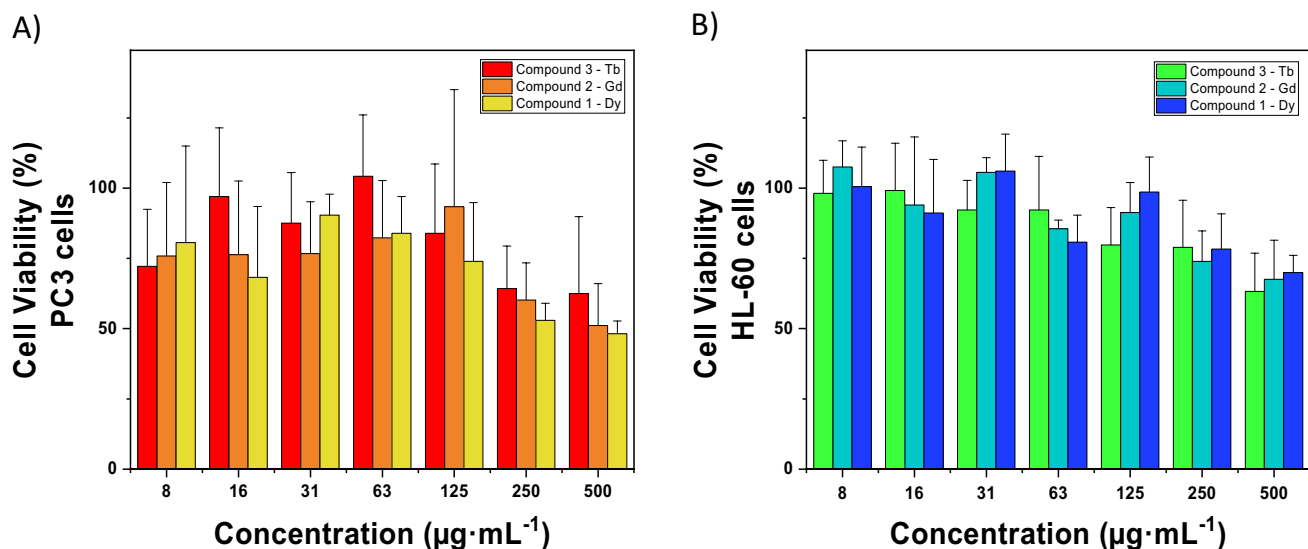 A)
Cell Viability (%)
PC3 cells
100
50
0
Compound 3 - Tb
Compound 2 - Gd
Compound 1 - Dy
8 16 31 63 125 250 500
Concentration (µg·mL⁻¹)
B)
Cell Viability (%)
HL-60 cells
100
50
0
Compound 3 - Tb
Compound 2 - Gd
Compound 1 - Dy
8 16 31 63 125 250 500
Concentration (µg·mL⁻¹)